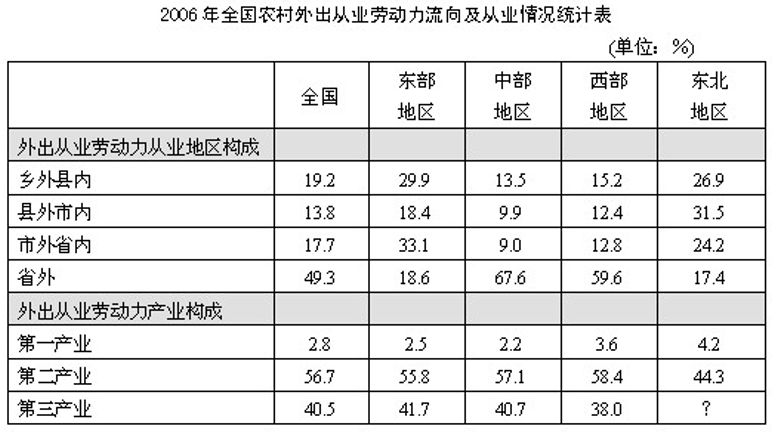 2006年全国农村外出从业劳动力流向及从业情况统计表
(单位：%)
全国 东部地区 中部地区 西部地区 东北地区
外出从业劳动力从业地区构成
乡外县内 19.2 29.9 13.5 15.2 26.9
县外市内 13.8 18.4 9.9 12.4 31.5
市外省内 17.7 33.1 9.0 12.8 24.2
省外 49.3 18.6 67.6 59.6 17.4
外出从业劳动力产业构成
第一产业 2.8 2.5 2.2 3.6 4.2
第二产业 56.7 55.8 57.1 58.4 44.3
第三产业 40.5 41.7 40.7 38.0 ？